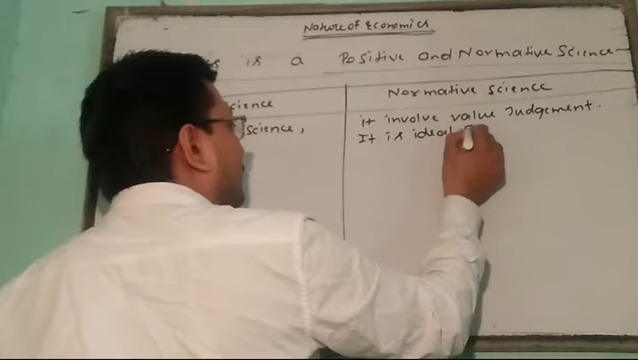 Nature of Economics
is a Positive and Normative Science
Normative Science
science,
it involve value Judgement.
It is ideal